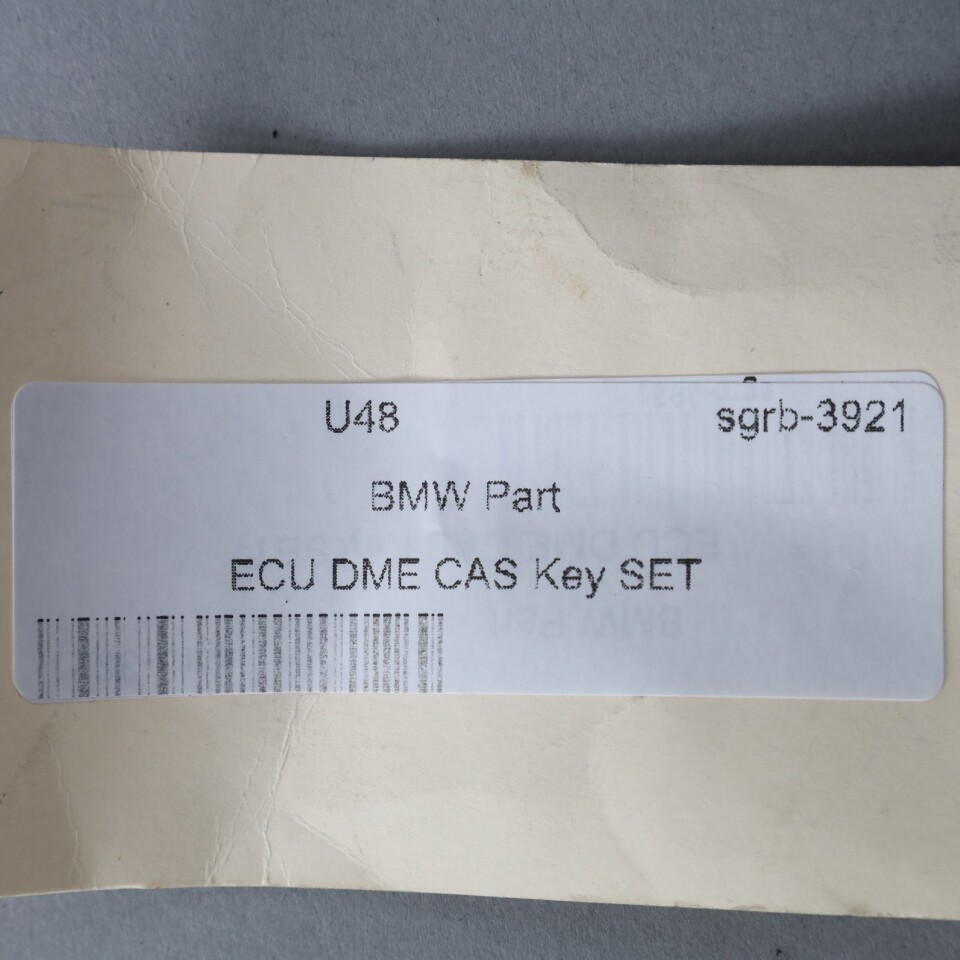 U48 sgrb-3921
BMW Part
ECU DME CAS Key SET